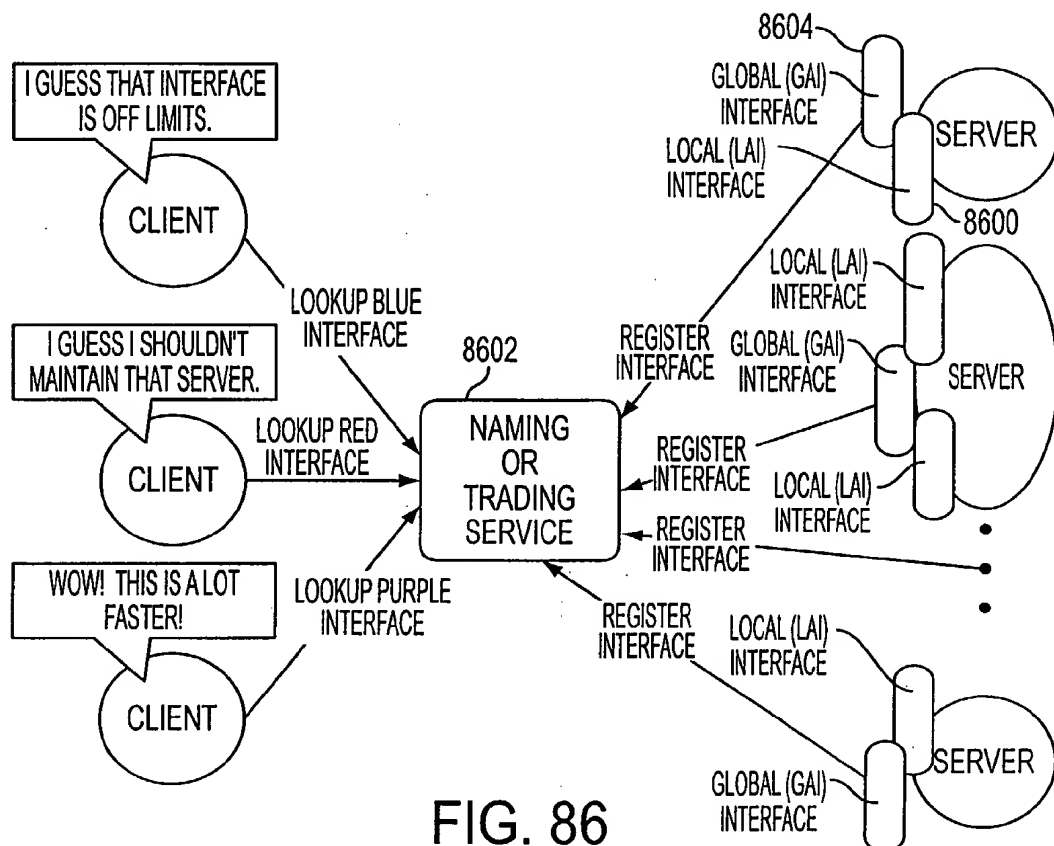 I GUESS THAT INTERFACE
IS OFF LIMITS.
CLIENT
LOOKUP BLUE
INTERFACE
I GUESS I SHOULDN'T
MAINTAIN THAT SERVER.
CLIENT
LOOKUP RED
INTERFACE
WOW! THIS IS A LOT
FASTER!
CLIENT
LOOKUP PURPLE
INTERFACE
8602
NAMING
OR
TRADING
SERVICE
8604
GLOBAL (GAI)
INTERFACE
SERVER
LOCAL (LAI)
INTERFACE
8600
REGISTER
INTERFACE
LOCAL (LAI)
INTERFACE
GLOBAL (GAI)
INTERFACE
SERVER
REGISTER
INTERFACE
LOCAL (LAI)
INTERFACE
REGISTER
INTERFACE
REGISTER
INTERFACE
LOCAL (LAI)
INTERFACE
SERVER
GLOBAL (GAI)
INTERFACE
FIG. 86